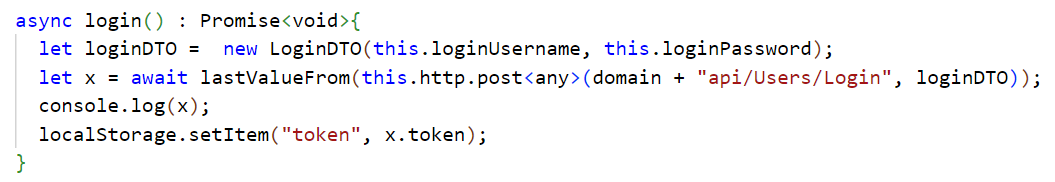 async login() : Promise<void>{
let loginDTO =  new LoginDTO(this.loginUsername, this.loginPassword);
let x = await lastValueFrom(this.http.post<any>(domain + "api/Users/Login", loginDTO));
console.log(x);
localStorage.setItem("token", x.token);
}